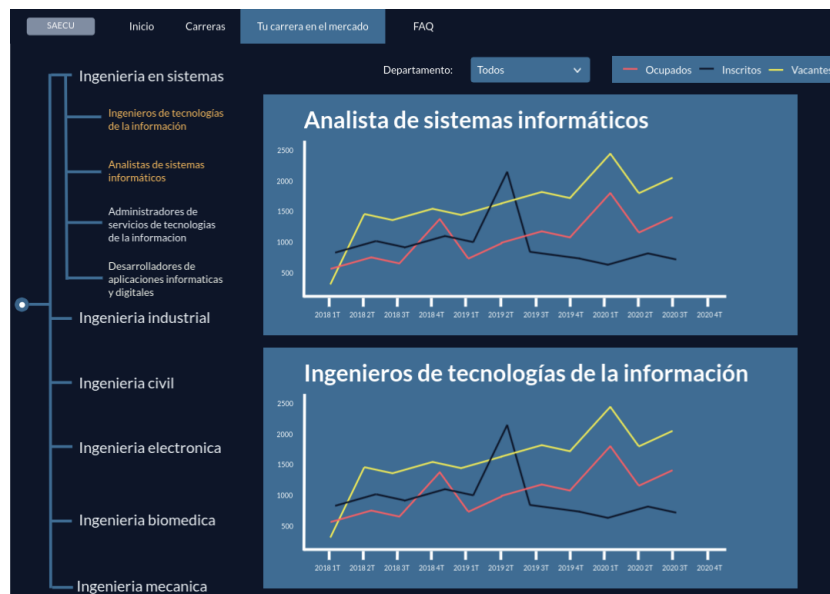 SAECU
Inicio
Carreras
Tu carrera en el mercado
FAQ
Departamento:
Todos
Ocupados
Inscritos
Vacantes
Ingenieria en sistemas
Ingenieros de tecnologías
de la información
Analistas de sistemas
informáticos
Administradores de
servicios de tecnologias
de la informacion
Desarrolladores de
aplicaciones informaticas
y digitales
Ingenieria industrial
Ingenieria civil
Ingenieria electronica
Ingenieria biomedica
Ingenieria mecanica
Analista de sistemas informáticos
2500
2000
1500
1000
500
2018 1T 2018 2T 2018 3T 2018 4T 2019 1T 2019 2T 2019 3T 2019 4T 2020 1T 2020 2T 2020 3T 2020 4T
Ingenieros de tecnologías de la información
2500
2000
1500
1000
500
2018 1T 2018 2T 2018 3T 2018 4T 2019 1T 2019 2T 2019 3T 2019 4T 2020 1T 2020 2T 2020 3T 2020 4T